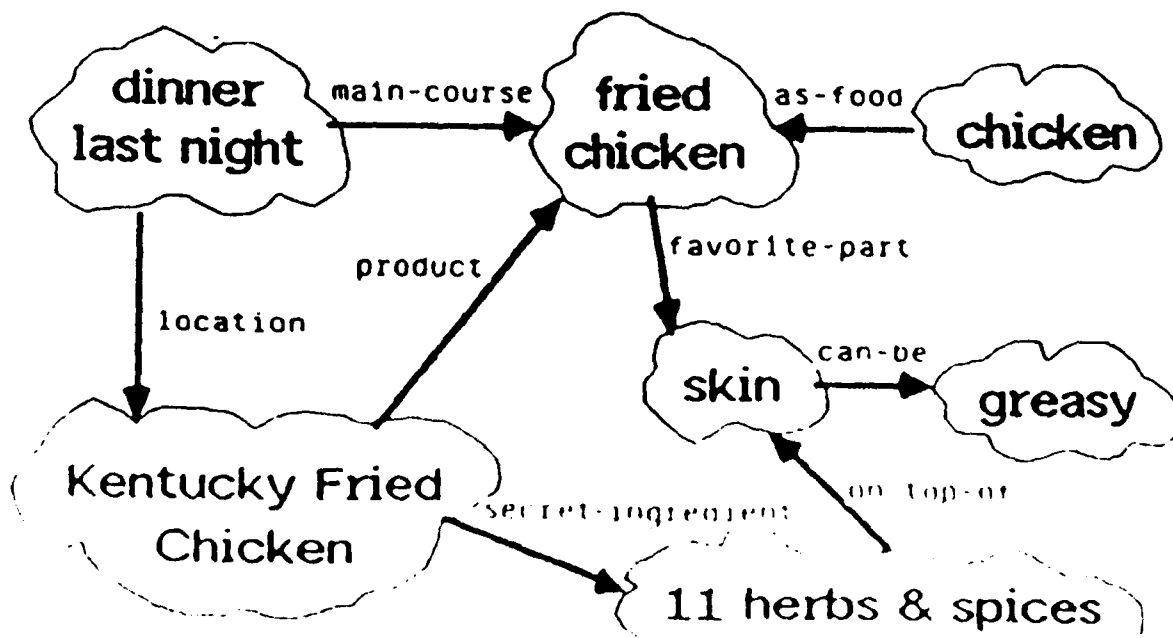 dinner
last night
main-course
fried
chicken
as-food
chicken
product
favorite-part
location
skin
can-be
greasy
Kentucky Fried
Chicken
secret-ingredient
on top-of
11 herbs & spices